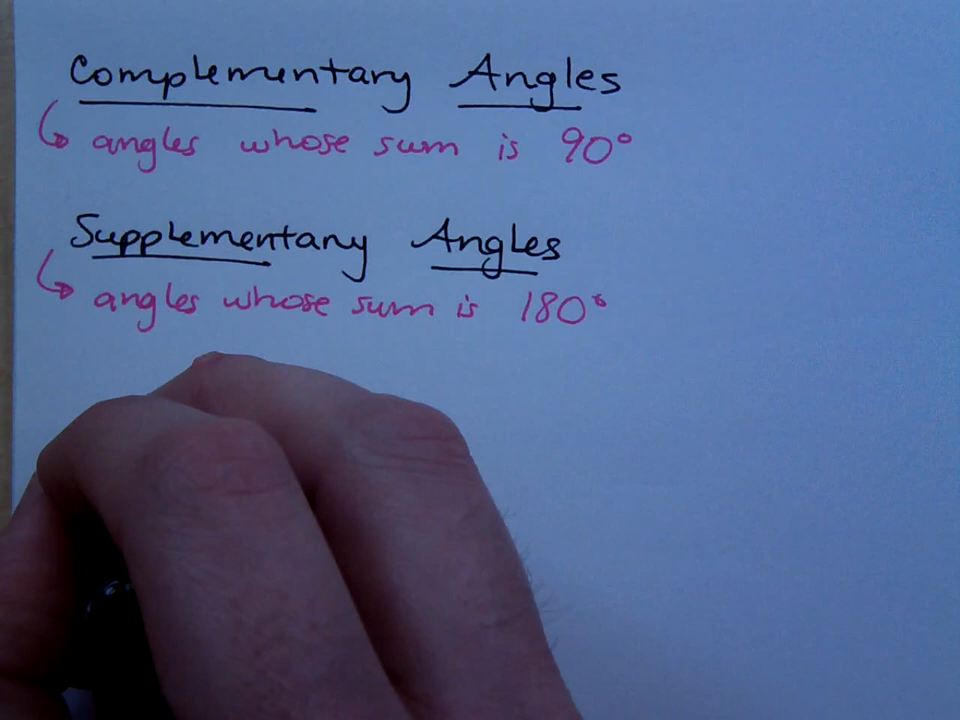 Complementary Angles
angles whose sum is 90°
Supplementary Angles
angles whose sum is 180°